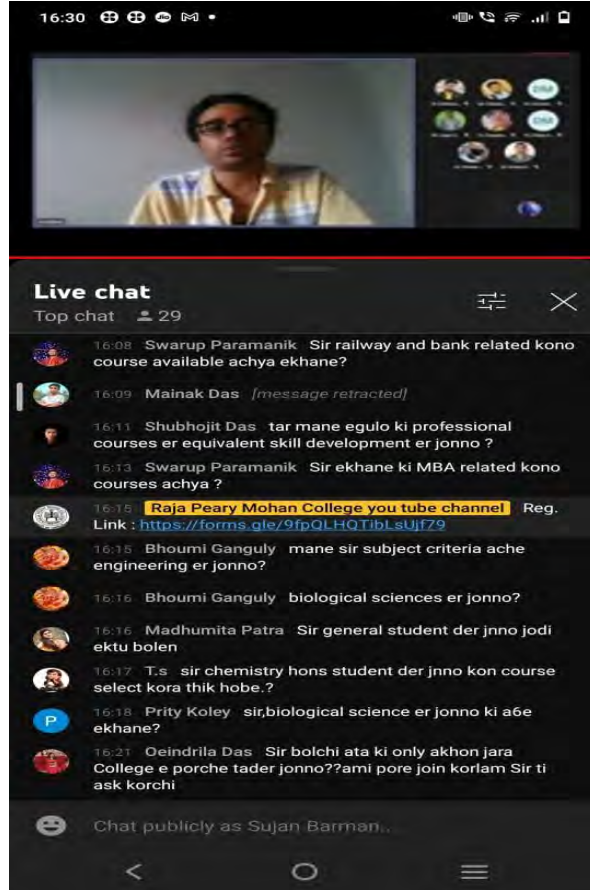 16:30
Jio
DM
DM
Live chat
Top chat 29
16:08 Swarup Paramanik Sir railway and bank related kono
course available achya ekhane?
16:09 Mainak Das [message retracted]
16:11 Shubhojit Das tar mane egulo ki professional
courses er equivalent skill development er jonno ?
16:13 Swarup Paramanik Sir ekhane ki MBA related kono
courses achya ?
16:15 Raja Peary Mohan College you tube channel Reg.
Link : https://forms.gle/9fpQLHQTibLsUjf79
16:15 Bhoumi Ganguly mane sir subject criteria ache
engineering er jonno?
16:16 Bhoumi Ganguly biological sciences er jonno?
16:16 Madhumita Patra Sir general student der jnno jodi
ektu bolen
16:17 T.s sir chemistry hons student der jnno kon course
select kora thik hobe.?
P
16:18 Prity Koley sir,biological science er jonno ki a6e
ekhane?
16:21 Oeindrila Das Sir bolchi ata ki only akhon jara
College e porche tader jonno??ami pore join korlam Sir ti
ask korchi
Chat publicly as Sujan Barman..